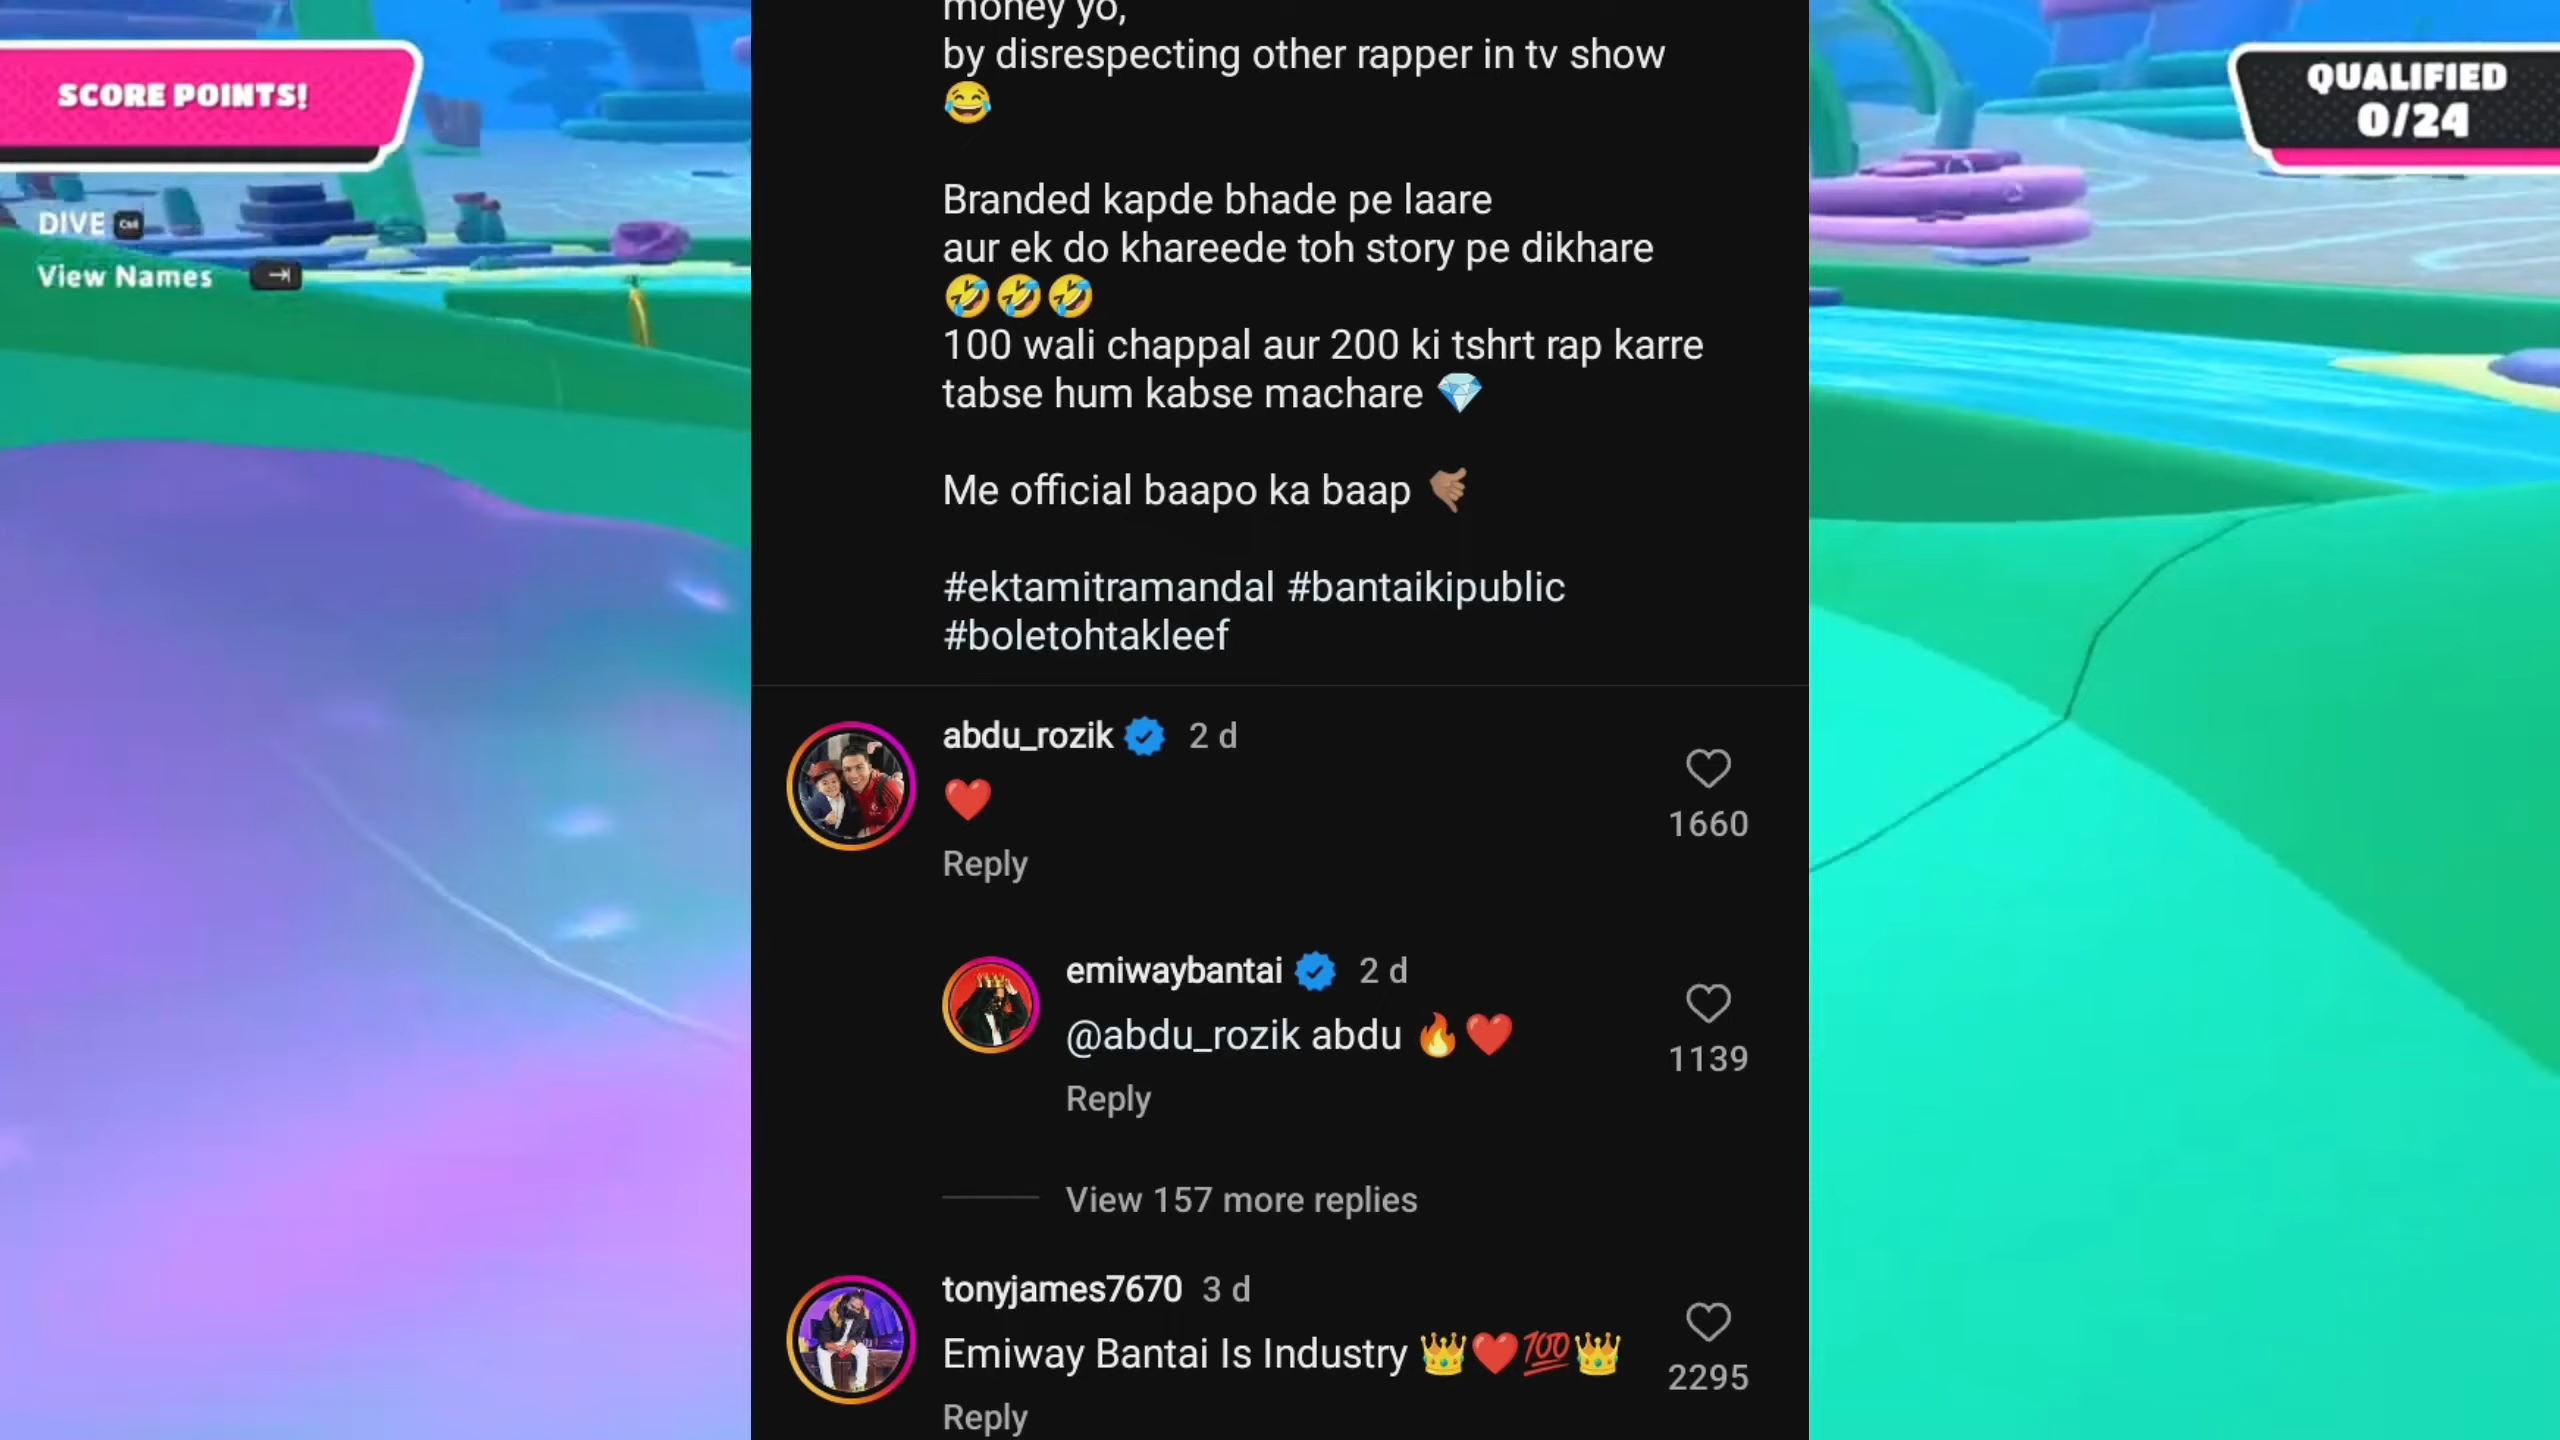 SCORE POINTS!
DIVE Ctrl
View Names
QUALIFIED
0/24
money yo,
by disrespecting other rapper in tv show
😂
Branded kapde bhade pe laare
aur ek do khareede toh story pe dikhare
🤣🤣🤣
100 wali chappal aur 200 ki tshrt rap karre
tabse hum kabse machare 💎
Me official baapo ka baap 🤙🏽
#ektamitramandal #bantaikipublic
#boletohtakleef
abdu_rozik 2 d
❤️
1660
Reply
emiwaybantai 2 d
@abdu_rozik abdu 🔥❤️
1139
Reply
View 157 more replies
tonyjames7670 3 d
Emiway Bantai Is Industry 👑❤️💯👑
2295
Reply